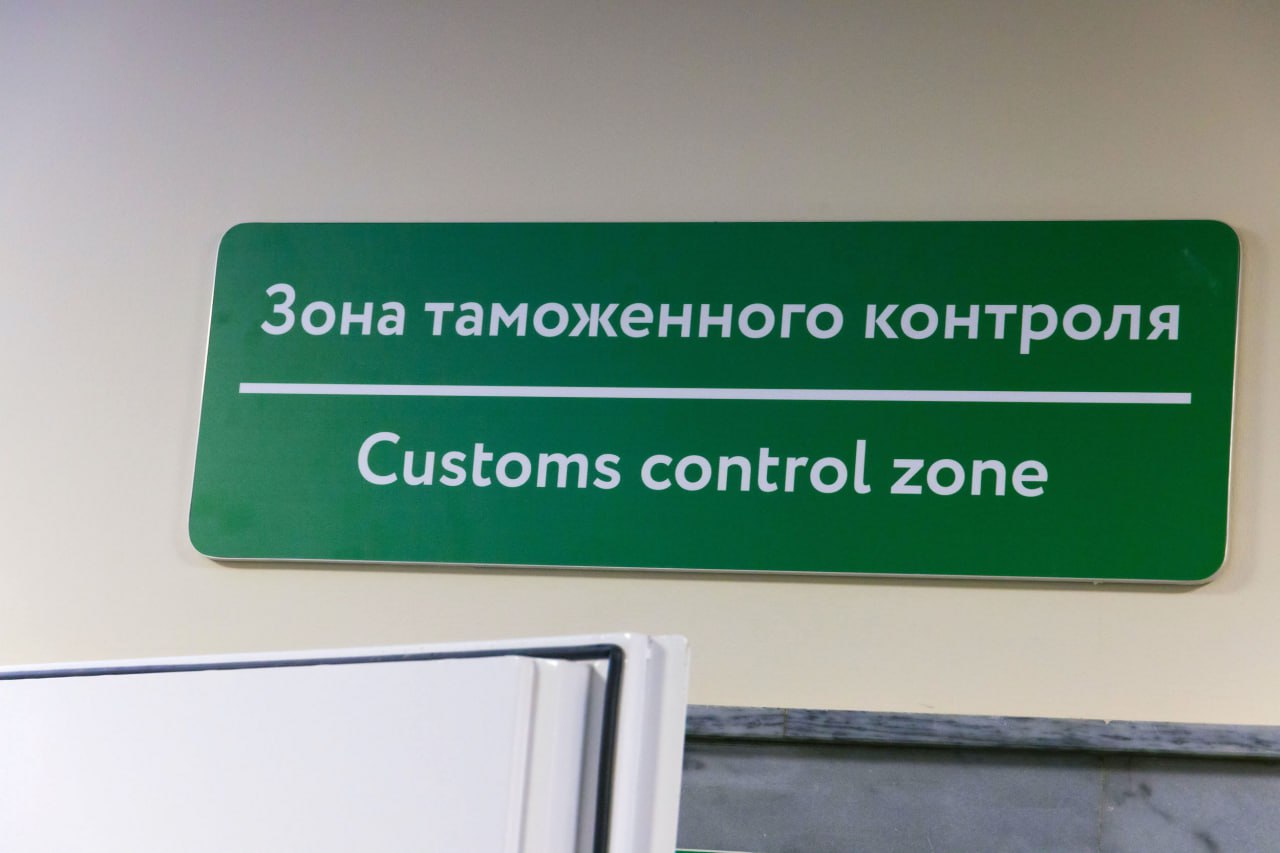 Зона таможенного контроля
Customs control zone